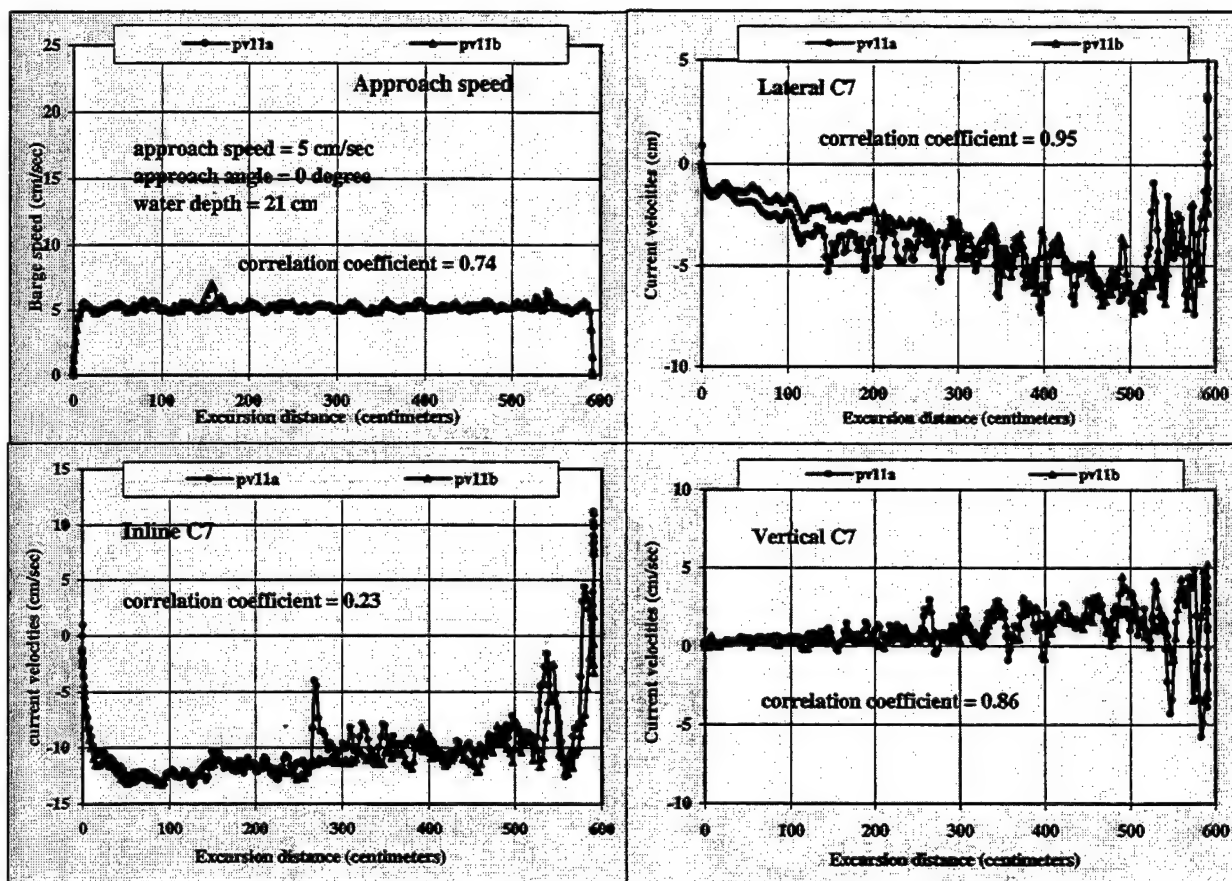 pv11a pv11b
Approach speed
approach speed = 5 cm/sec
approach angle = 0 degree
water depth = 21 cm
correlation coefficient = 0.74
Barge speed (cm/sec)
25
20
15
10
5
0
0 100 200 300 400 500 600
Excursion distance (centimeters)
pv11a pv11b
Lateral C7
correlation coefficient = 0.95
Current velocities (cm)
5
0
-5
-10
0 100 200 300 400 500 600
Excursion distance (centimeters)
pv11a pv11b
Inline C7
correlation coefficient = 0.23
current velocities (cm/sec)
15
10
5
0
-5
-10
-15
0 100 200 300 400 500 600
Excursion distance (centimeters)
pv11a pv11b
Vertical C7
correlation coefficient = 0.86
Current velocities (cm/sec)
10
5
0
-5
-10
0 100 200 300 400 500 600
Excursion distance (centimeters)